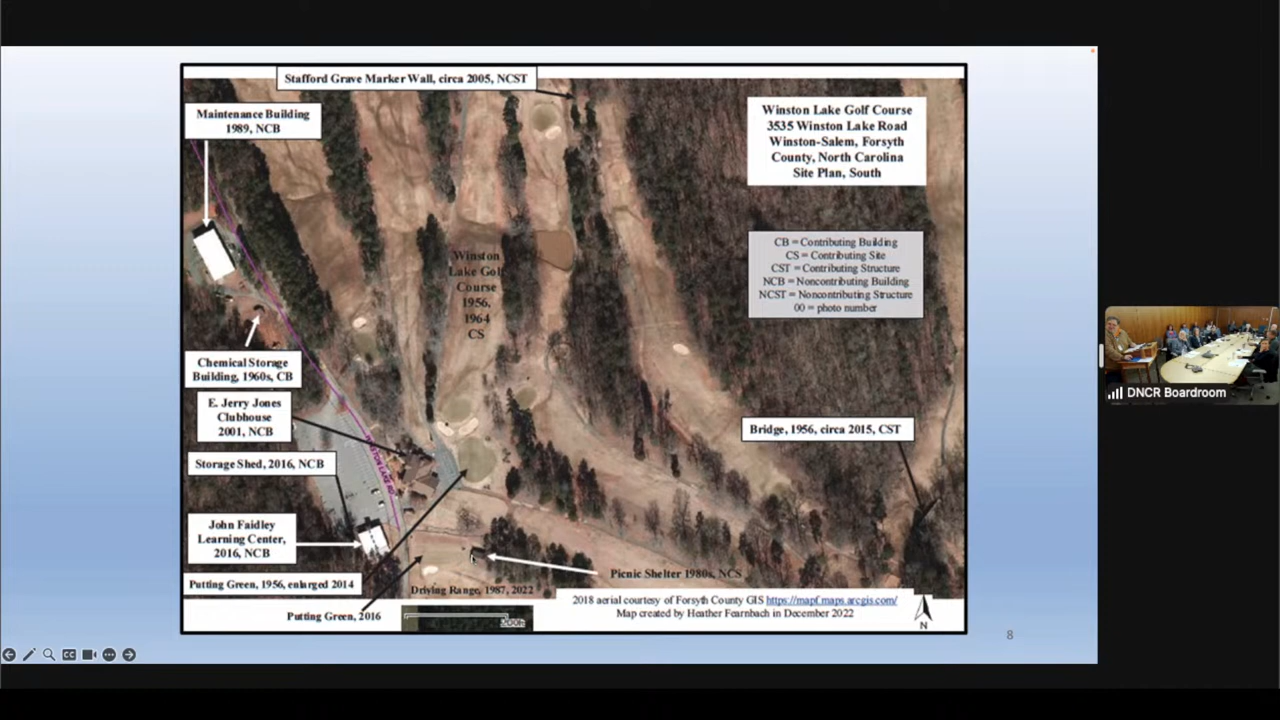 Stafford Grave Marker Wall, circa 2005, NCST
Maintenance Building
1989, NCB
Winston Lake Golf Course
3535 Winston Lake Road
Winston-Salem, Forsyth
County, North Carolina
Site Plan, South
CB = Contributing Building
CS = Contributing Site
CST = Contributing Structure
NCB = Noncontributing Building
NCST = Noncontributing Structure
00 = photo number
Winston
Lake Golf
Course
1956,
1964
CS
Chemical Storage
Building, 1960s, CB
E. Jerry Jones
Clubhouse
2001, NCB
Storage Shed, 2016, NCB
Bridge, 1956, circa 2015, CST
John Faidley
Learning Center,
2016, NCB
Putting Green, 1956, enlarged 2014
Picnic Shelter 1980s, NCS
Driving Range, 1987, 2022
Putting Green, 2016
200ft
2018 aerial courtesy of Forsyth County GIS https://mapf.maps.arcgis.com/
Map created by Heather Fearnbach in December 2022
N
8
DNCR Boardroom